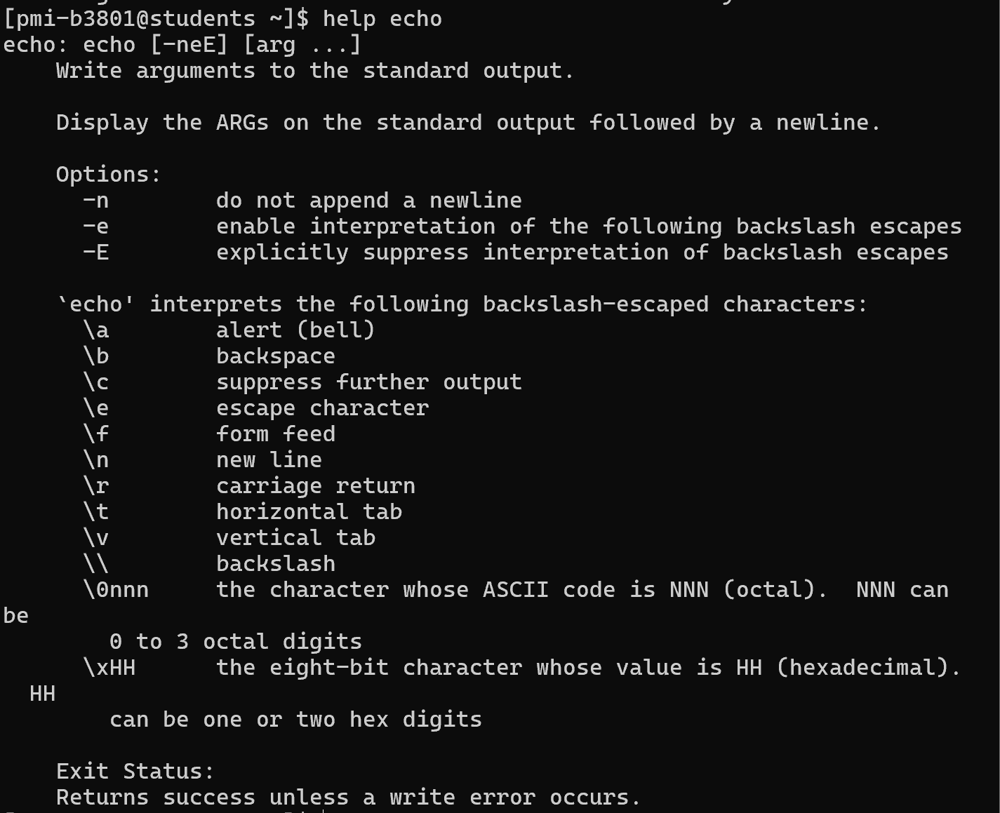 [pmi-b3801@students ~]$ help echo
echo: echo [-neE] [arg ...]
    Write arguments to the standard output.

    Display the ARGs on the standard output followed by a newline.

    Options:
      -n        do not append a newline
      -e        enable interpretation of the following backslash escapes
      -E        explicitly suppress interpretation of backslash escapes

    `echo' interprets the following backslash-escaped characters:
      \a        alert (bell)
      \b        backspace
      \c        suppress further output
      \e        escape character
      \f        form feed
      \n        new line
      \r        carriage return
      \t        horizontal tab
      \v        vertical tab
      \\        backslash
      \0nnn     the character whose ASCII code is NNN (octal).  NNN can
be
        0 to 3 octal digits
      \xHH      the eight-bit character whose value is HH (hexadecimal).
  HH
        can be one or two hex digits

    Exit Status:
    Returns success unless a write error occurs.